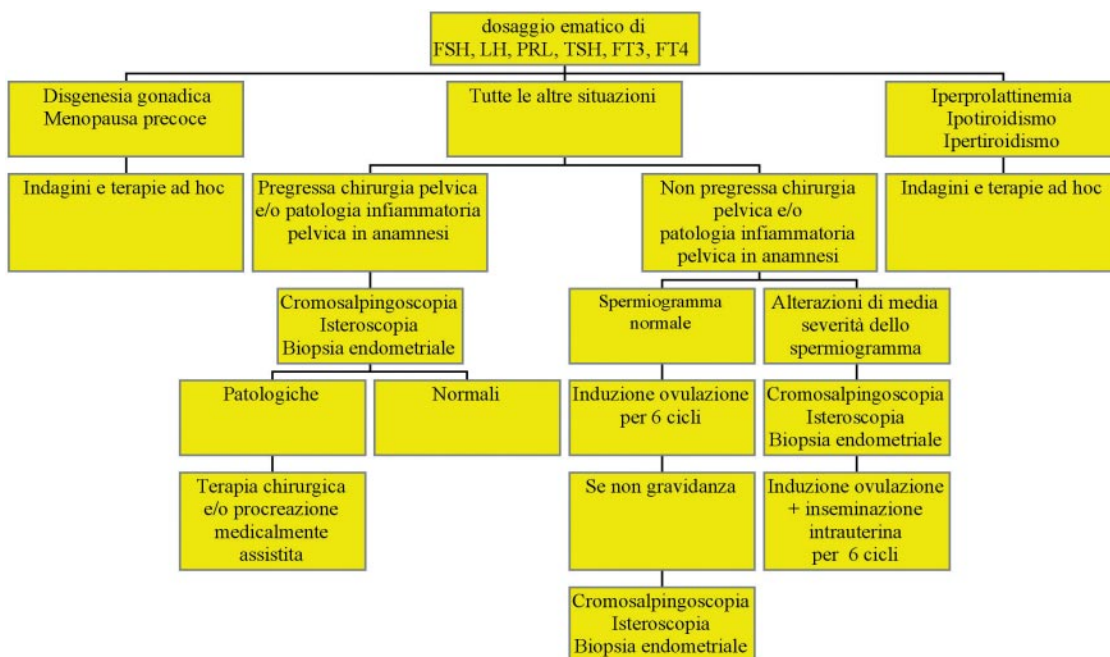 dosaggio ematico di
FSH, LH, PRL, TSH, FT3, FT4
Disgenesia gonadica
Menopausa precoce
Tutte le altre situazioni
Iperprolattinemia
Ipotiroidismo
Ipertiroidismo
Indagini e terapie ad hoc
Pregressa chirurgia pelvica
e/o patologia infiammatoria
pelvica in anamnesi
Non pregressa chirurgia
pelvica e/o
patologia infiammatoria
pelvica in anamnesi
Indagini e terapie ad hoc
Cromosalpingoscopia
Isteroscopia
Biopsia endometriale
Spermiogramma
normale
Alterazioni di media
severità dello
spermiogramma
Patologiche
Normali
Induzione ovulazione
per 6 cicli
Cromosalpingoscopia
Isteroscopia
Biopsia endometriale
Terapia chirurgica
e/o procreazione
medicalmente
assistita
Se non gravidanza
Induzione ovulazione
+ inseminazione
intrauterina
per 6 cicli
Cromosalpingoscopia
Isteroscopia
Biopsia endometriale